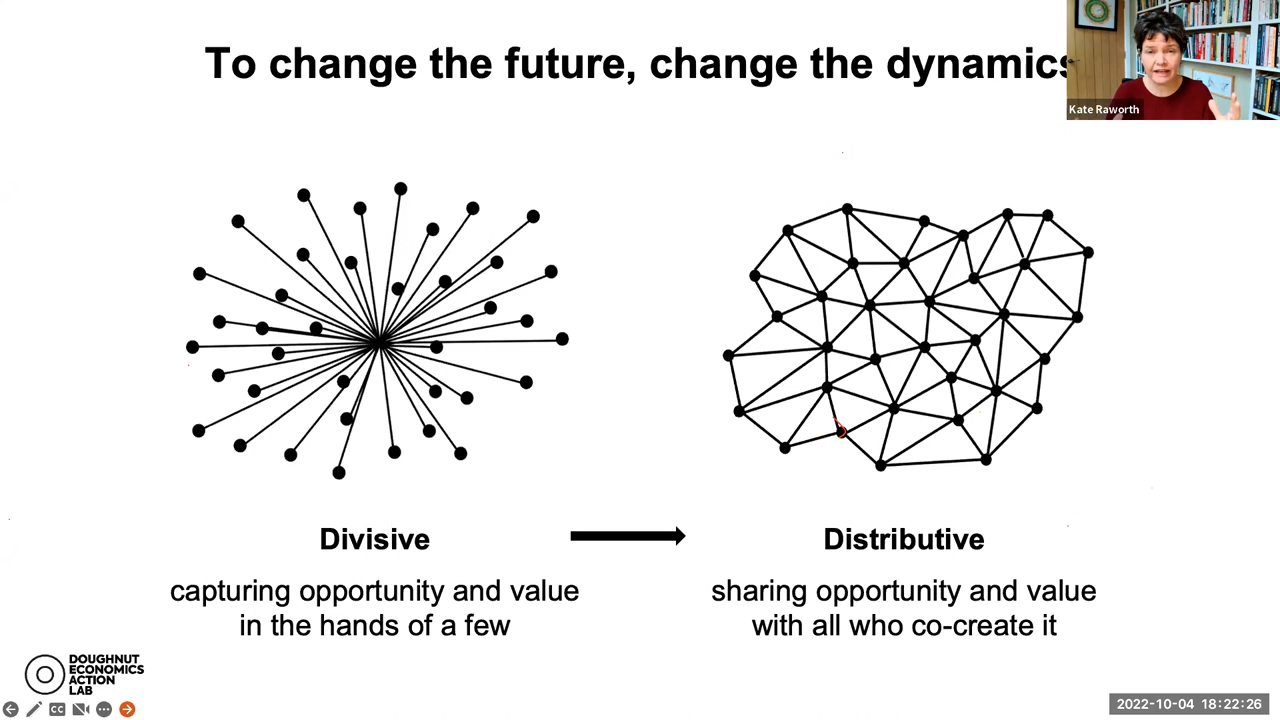 To change the future, change the dynamics
Kate Raworth
Divisive
capturing opportunity and value
in the hands of a few
Distributive
sharing opportunity and value
with all who co-create it
DOUGHNUT
ECONOMICS
ACTION
LAB
CC
2022-10-04 18:22:26